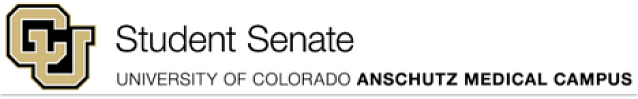 CU
Student Senate
UNIVERSITY OF COLORADO ANSCHUTZ MEDICAL CAMPUS